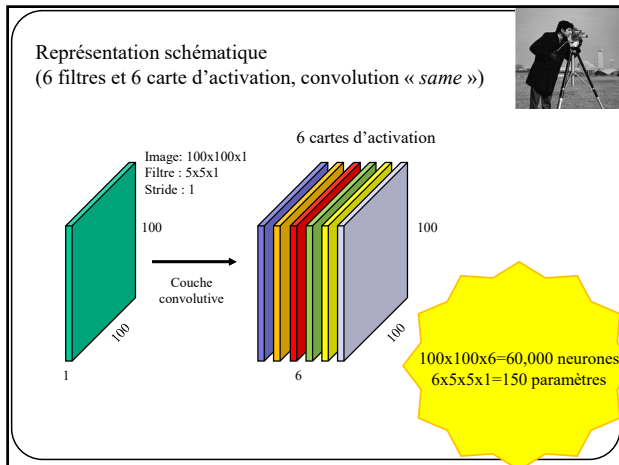 Représentation schématique
(6 filtres et 6 carte d’activation, convolution « same »)
6 cartes d’activation
Image: 100x100x1
Filtre : 5x5x1
Stride : 1
100
100
Couche
convolutive
100
100
1
6
100x100x6=60,000 neurones
6x5x5x1=150 paramètres